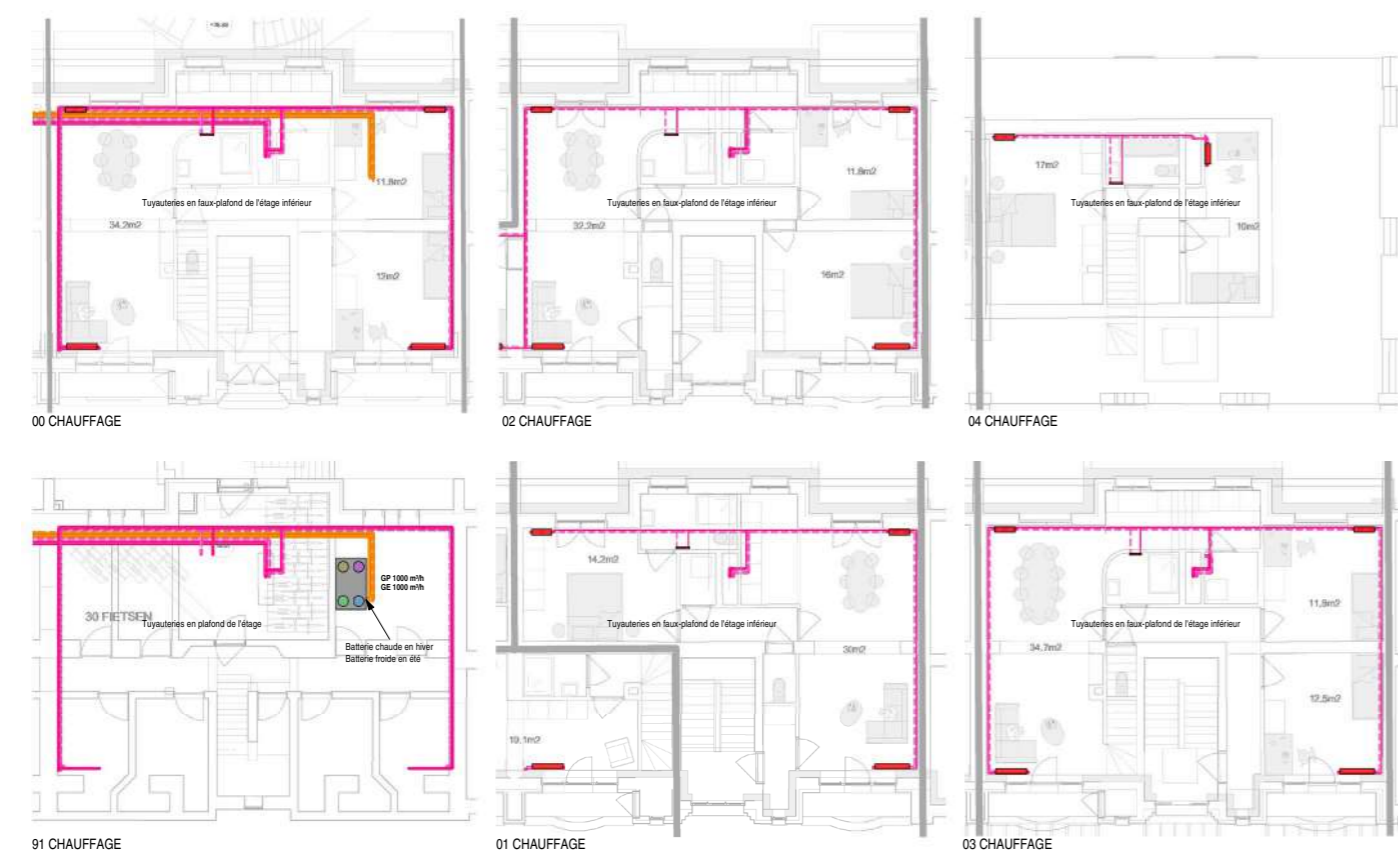 34.2m2
11.8m2
12m2
Tuyauteries en faux-plafond de l'étage inférieur
00 CHAUFFAGE
32.2m2
11.8m2
16m2
Tuyauteries en faux-plafond de l'étage inférieur
02 CHAUFFAGE
17m2
10m2
Tuyauteries en faux-plafond de l'étage inférieur
04 CHAUFFAGE
GP 1000 m³/h
GE 1000 m³/h
30 FIETSEN
Tuyauteries en plafond de l'étage
Batterie chaude en hiver
Batterie froide en été
91 CHAUFFAGE
14.2m2
Tuyauteries en faux-plafond de l'étage inférieur
30m2
19.1m2
01 CHAUFFAGE
11.8m2
Tuyauteries en faux-plafond de l'étage inférieur
34.7m2
12.5m2
03 CHAUFFAGE